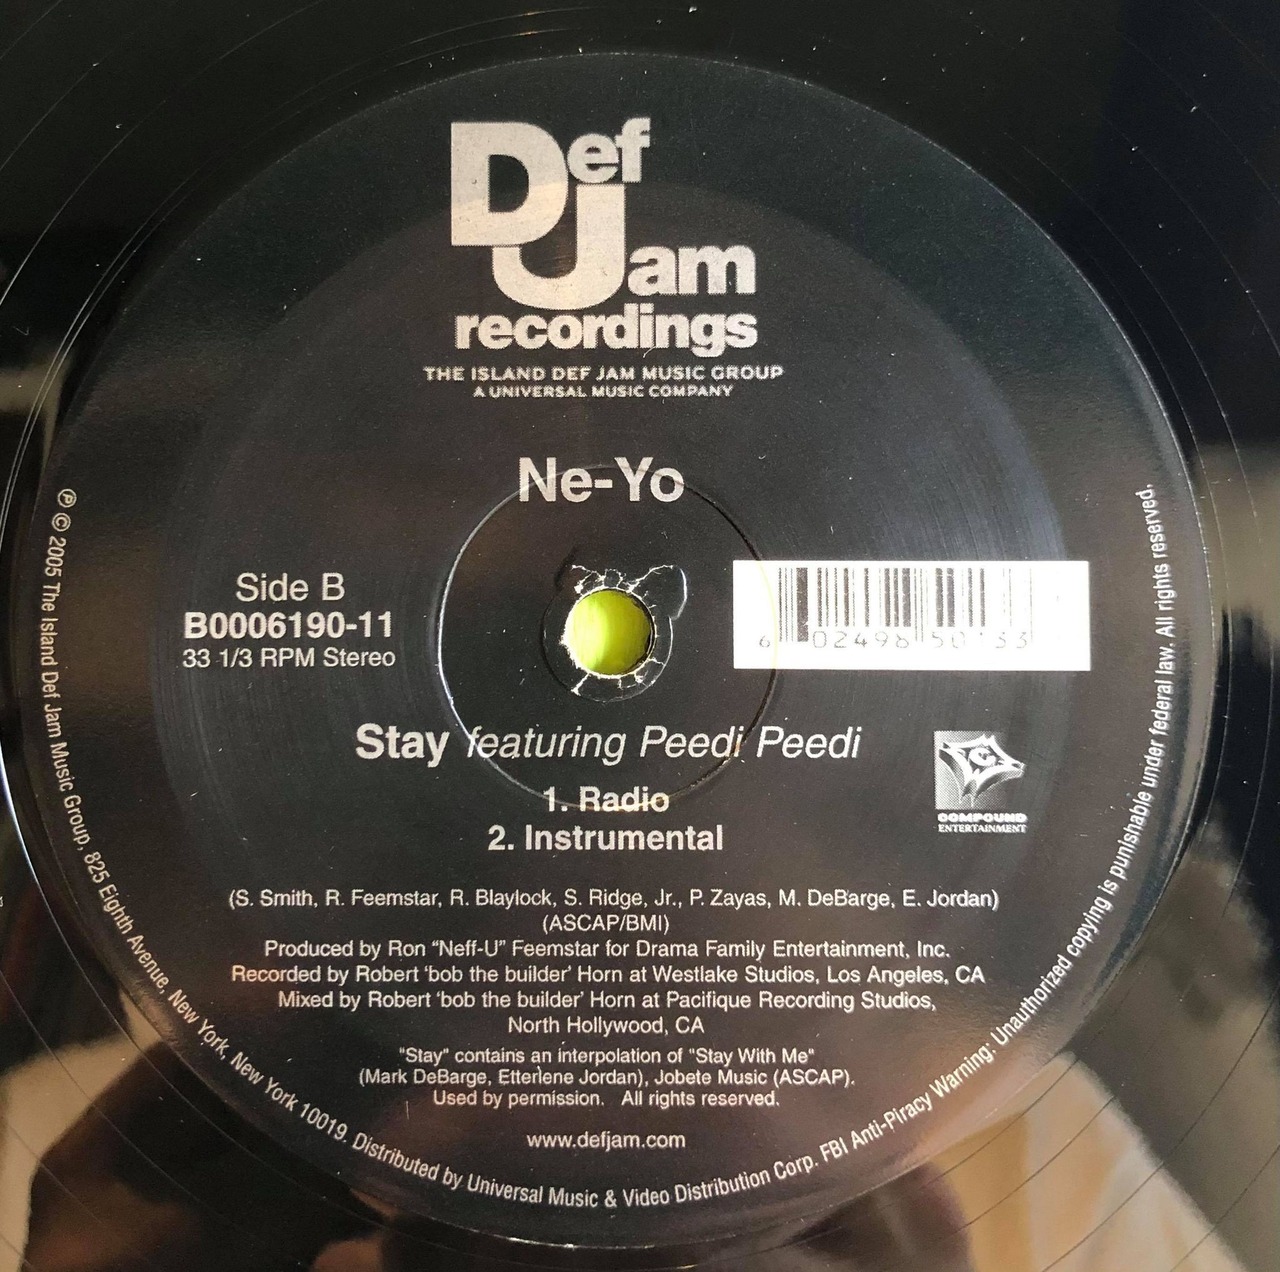 Def Jam
recordings
THE ISLAND DEF JAM MUSIC GROUP
A UNIVERSAL MUSIC COMPANY
Ne-Yo
Side B
B0006190-11
33 1/3 RPM Stereo
Stay featuring Peedi Peedi
1. Radio
2. Instrumental
COMPOUND
ENTERTAINMENT
(S. Smith, R. Feemstar, R. Blaylock, S. Ridge, Jr., P. Zayas, M. DeBarge, E. Jordan)
(ASCAP/BMI)
Produced by Ron “Neff-U” Feemstar for Drama Family Entertainment, Inc.
Recorded by Robert ‘bob the builder’ Horn at Westlake Studios, Los Angeles, CA
Mixed by Robert ‘bob the builder’ Horn at Pacifique Recording Studios,
North Hollywood, CA
"Stay" contains an interpolation of "Stay With Me"
(Mark DeBarge, Etterlene Jordan), Jobete Music (ASCAP).
Used by permission. All rights reserved.
www.defjam.com
℗ © 2005 The Island Def Jam Music Group, 825 Eighth Avenue, New York, New York 10019. Distributed by Universal Music & Video Distribution Corp. FBI Anti-Piracy Warning: Unauthorized copying is punishable under federal law. All rights reserved.